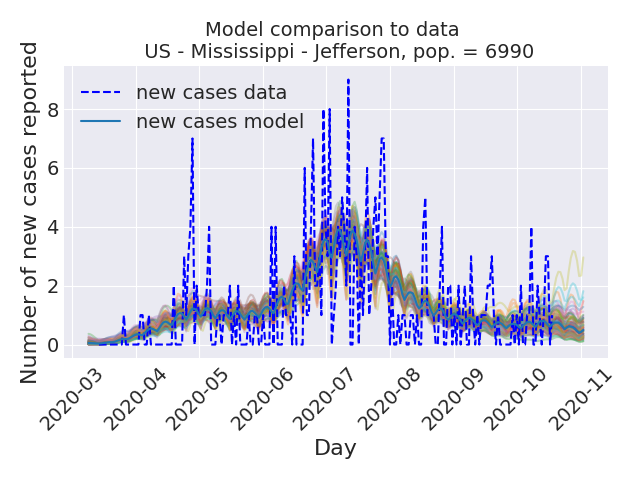 Model comparison to data
US - Mississippi - Jefferson, pop. = 6990
new cases data
new cases model
Number of new cases reported
8
6
4
2
0
2020-03
2020-04
2020-05
2020-06
2020-07
2020-08
2020-09
2020-10
2020-11
Day